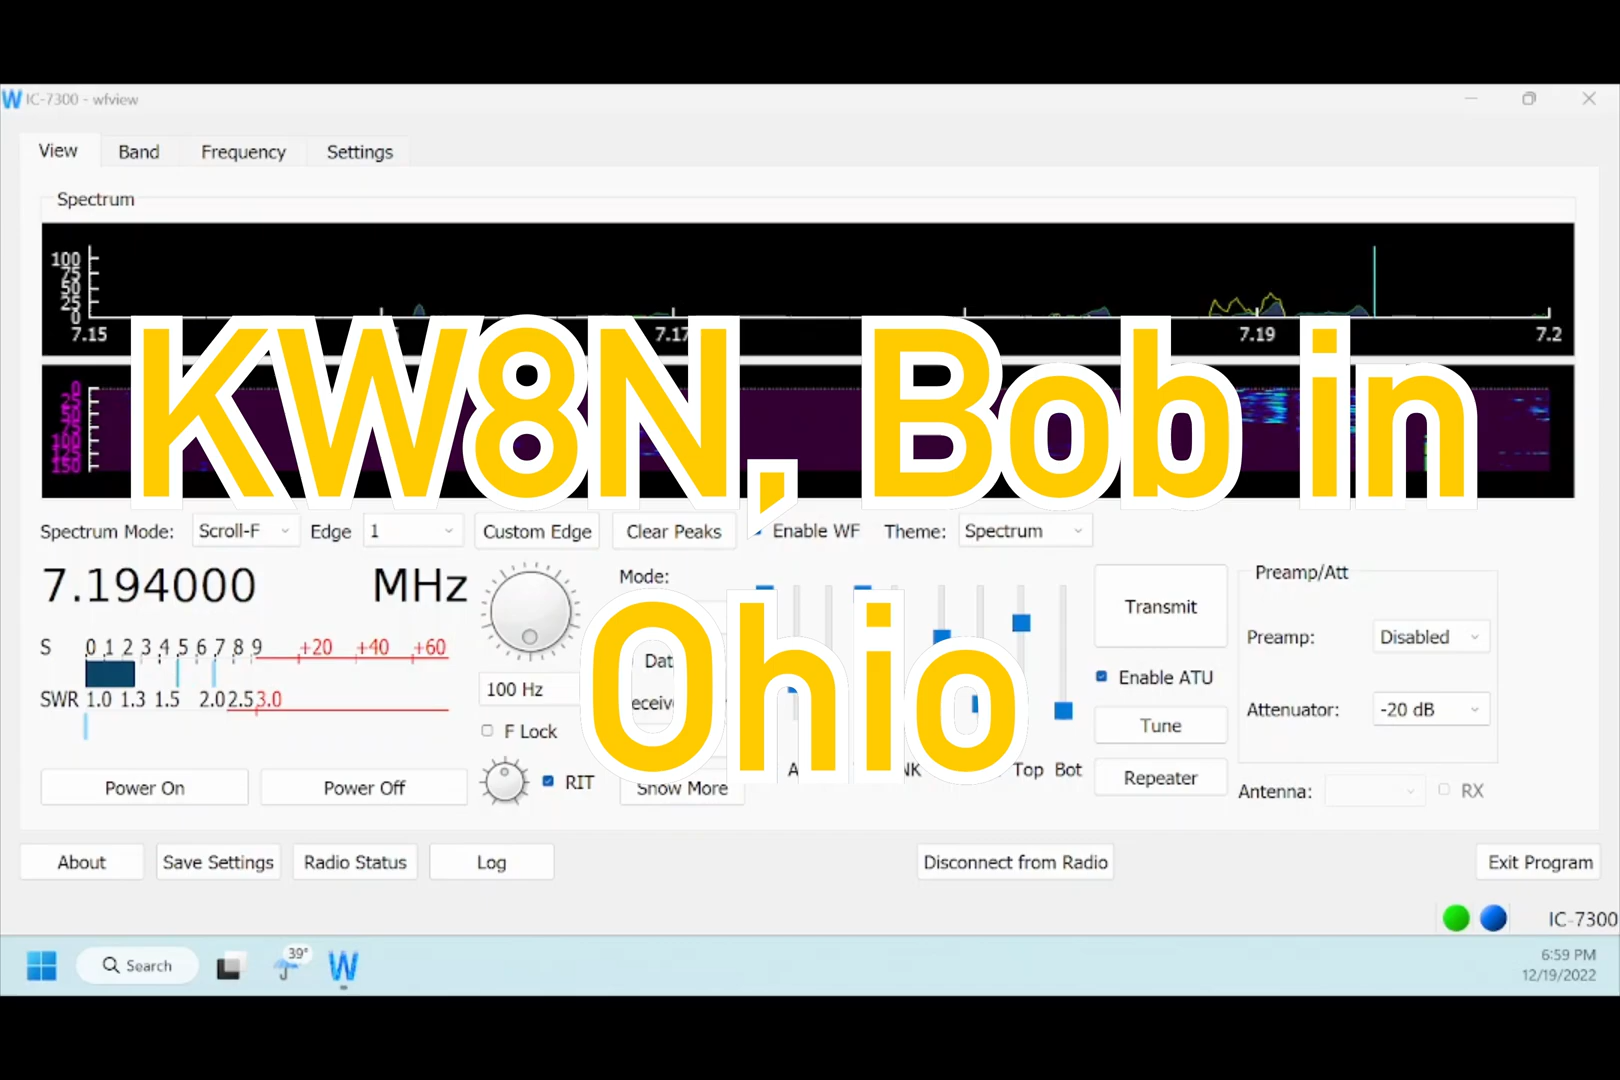 IC-7300 - wfview
View Band Frequency Settings
Spectrum
100
75
50
25
0
7.15 7.17 7.19 7.2
0
150
KW8N, Bob in
Ohio
Spectrum Mode: Scroll-F Edge 1 Custom Edge Clear Peaks Enable WF Theme: Spectrum
7.194000 MHz
Mode:
Preamp/Att
Transmit
Preamp: Disabled
S 0 1 2 3 4 5 6 7 8 9 +20 +40 +60
Enable ATU
SWR 1.0 1.3 1.5 2.0 2.5 3.0
100 Hz
Attenuator: -20 dB
F Lock
Tune
Top Bot
Power On Power Off RIT Show More Repeater
Antenna: RX
About Save Settings Radio Status Log Disconnect from Radio Exit Program
IC-7300
Search 39°
6:59 PM
12/19/2022